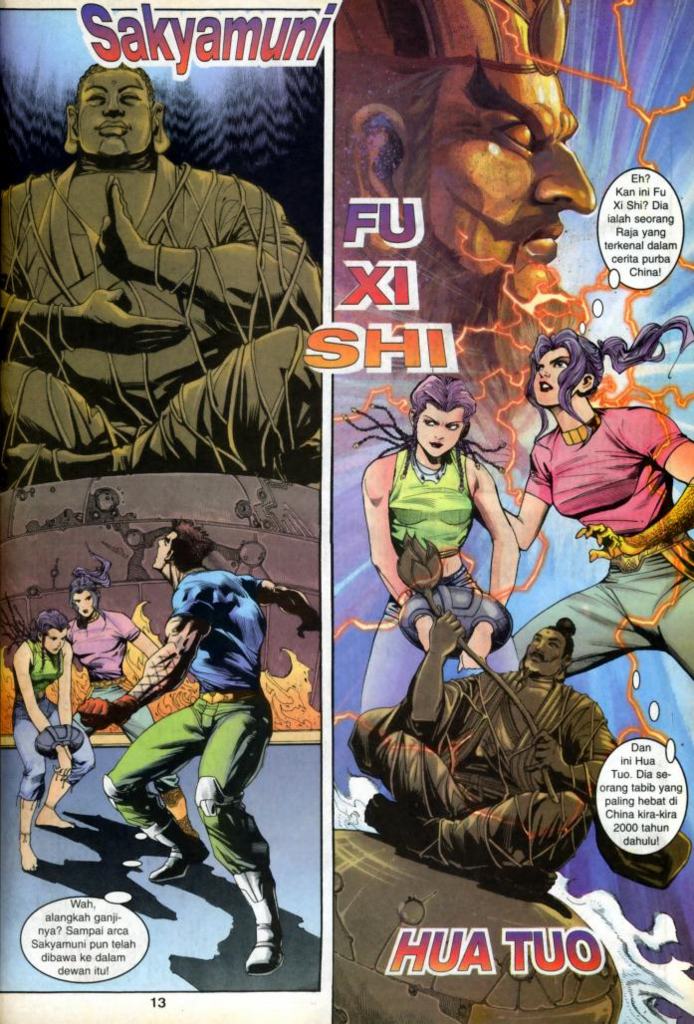 Sakyamuni
Wah,
alangkah ganji-
nya? Sampai arca
Sakyamuni pun telah
dibawa ke dalam
dewan itu!
13
FU
XI
SHI
Eh?
Kan ini Fu
Xi Shi? Dia
ialah seorang
Raja yang
terkenal dalam
cerita purba
China!
Dan
ini Hua
Tuo. Dia se-
orang tabib yang
paling hebat di
China kira-kira
2000 tahun
dahulu!
HUA TUO